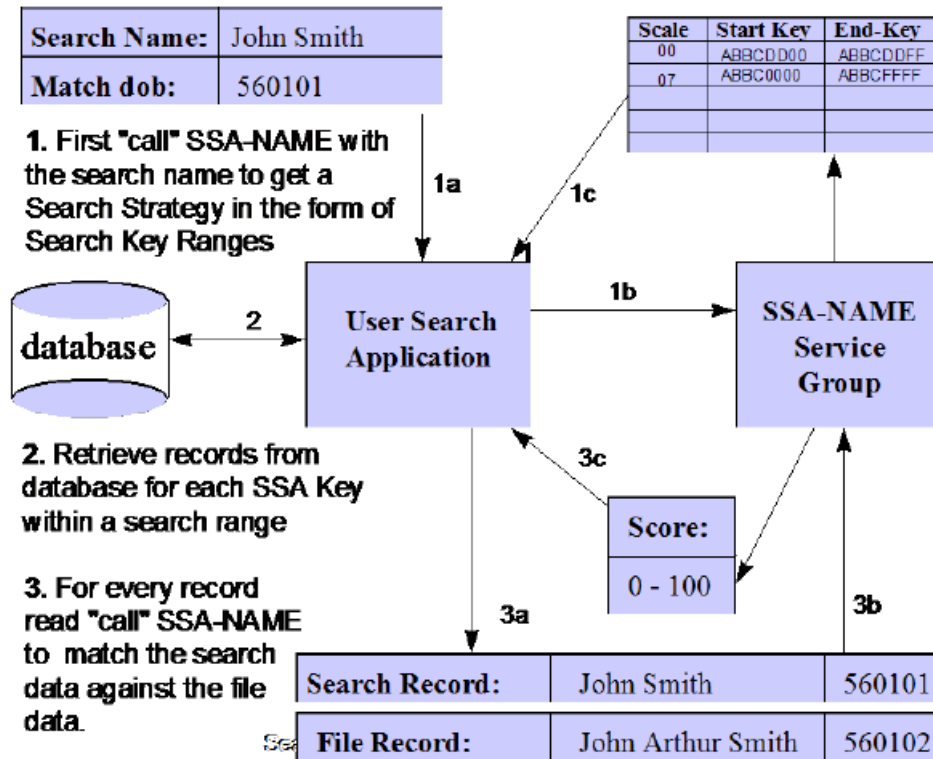 Search Name: John Smith
Match dob: 560101
Scale Start Key End-Key
00 ABBCDD00 ABBCDDFF
07 ABBC0000 ABBCFFFF
1. First "call" SSA-NAME with
the search name to get a
Search Strategy in the form of
Search Key Ranges
1a
1c
database
2
User Search
Application
1b
SSA-NAME
Service
Group
2. Retrieve records from
database for each SSA Key
within a search range
3c
Score:
0 - 100
3. For every record
read "call" SSA-NAME
to match the search
data against the file
data.
3a
3b
Search Record: John Smith 560101
File Record: John Arthur Smith 560102